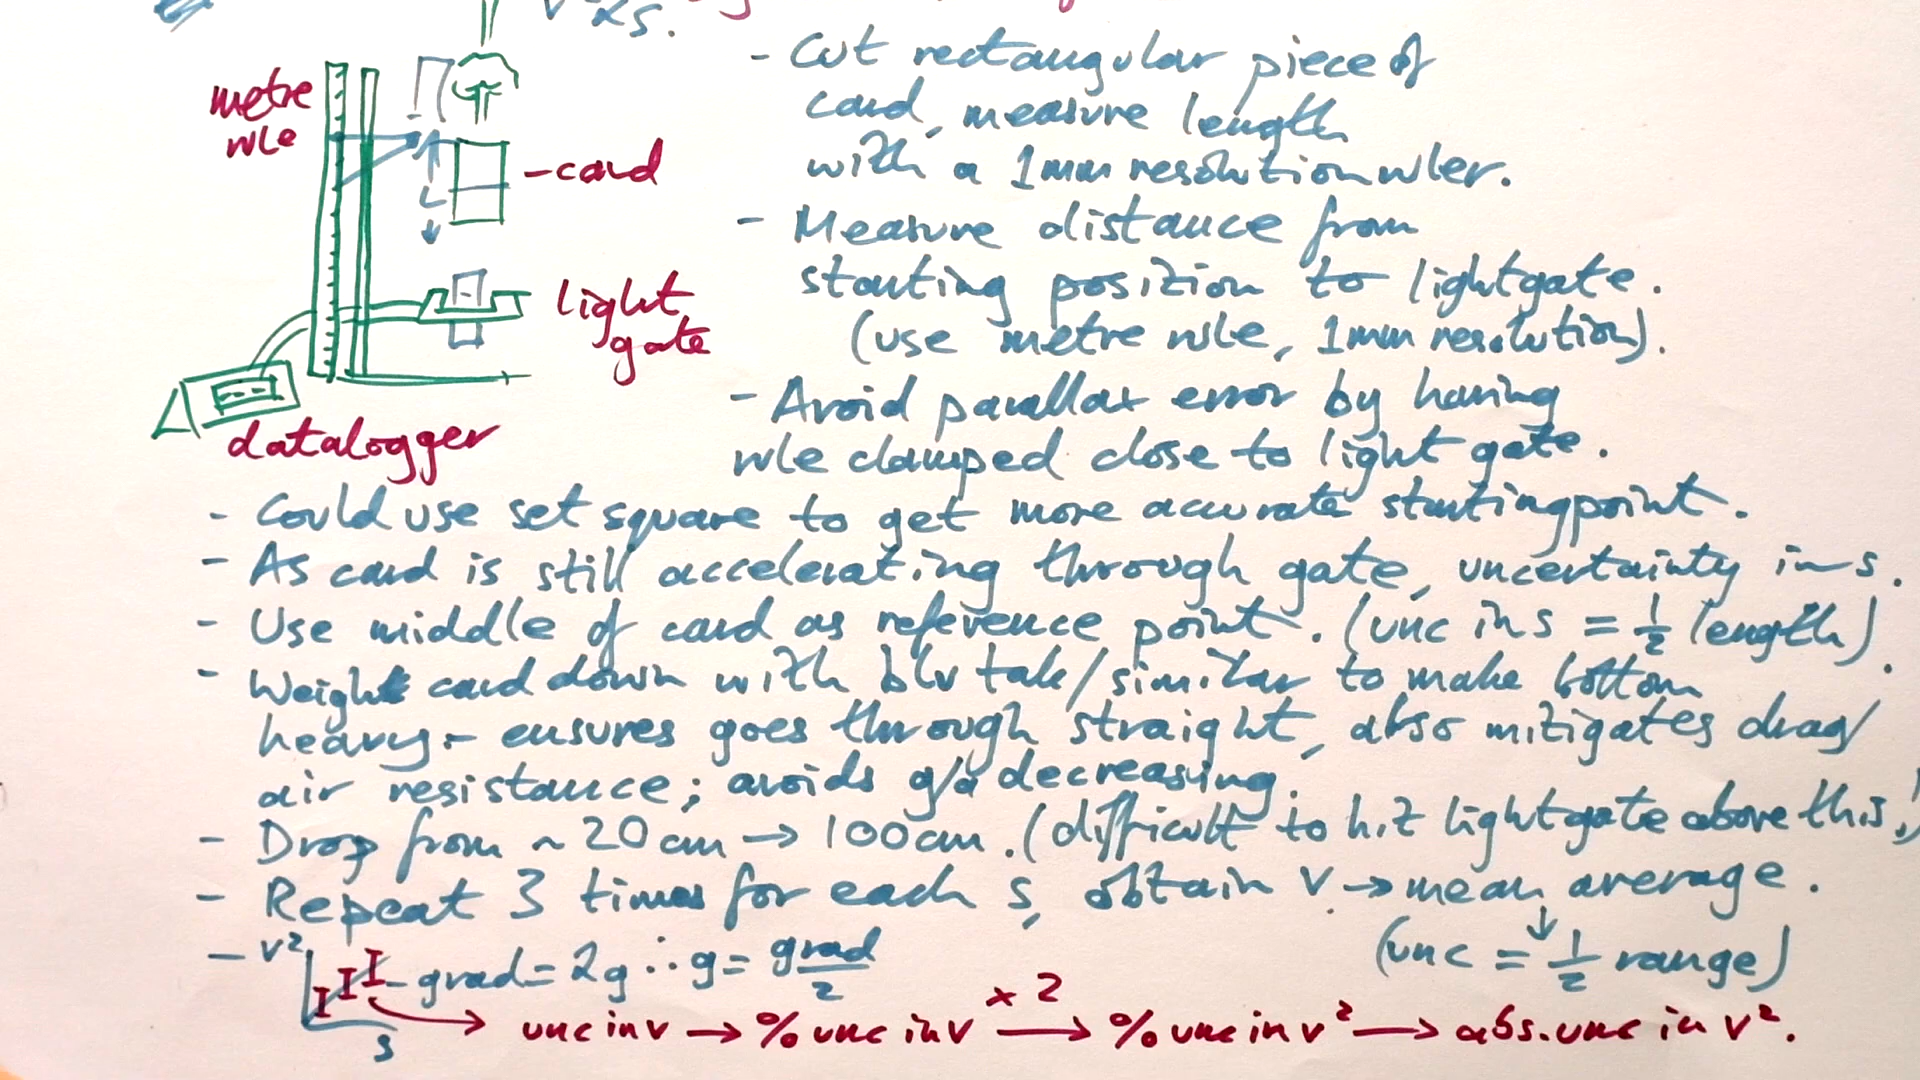 v² ∝ s.
metre
rule
L
-card
light
gate
datalogger
- Cut rectangular piece of
card, measure length
with a 1mm resolution ruler.
- Measure distance from
starting position to lightgate.
(use metre rule, 1mm resolution).
- Avoid parallax error by having
rule clamped close to light gate.
- Could use set square to get more accurate starting point.
- As card is still accelerating through gate, uncertainty in s.
- Use middle of card as reference point. (unc in s = 1/2 length).
- Weight card down with blu tak/similar to make bottom
heavy - ensures goes through straight, also mitigates drag/
air resistance; avoids g/a decreasing.
- Drop from ~ 20cm → 100cm. (difficult to hit lightgate above this!)
- Repeat 3 times for each s, obtain v → mean average.
(unc = 1/2 range)
- v²
s
- grad = 2g ∴ g = grad/2
unc in v → % unc in v ×2 → % unc in v² → abs. unc in v².